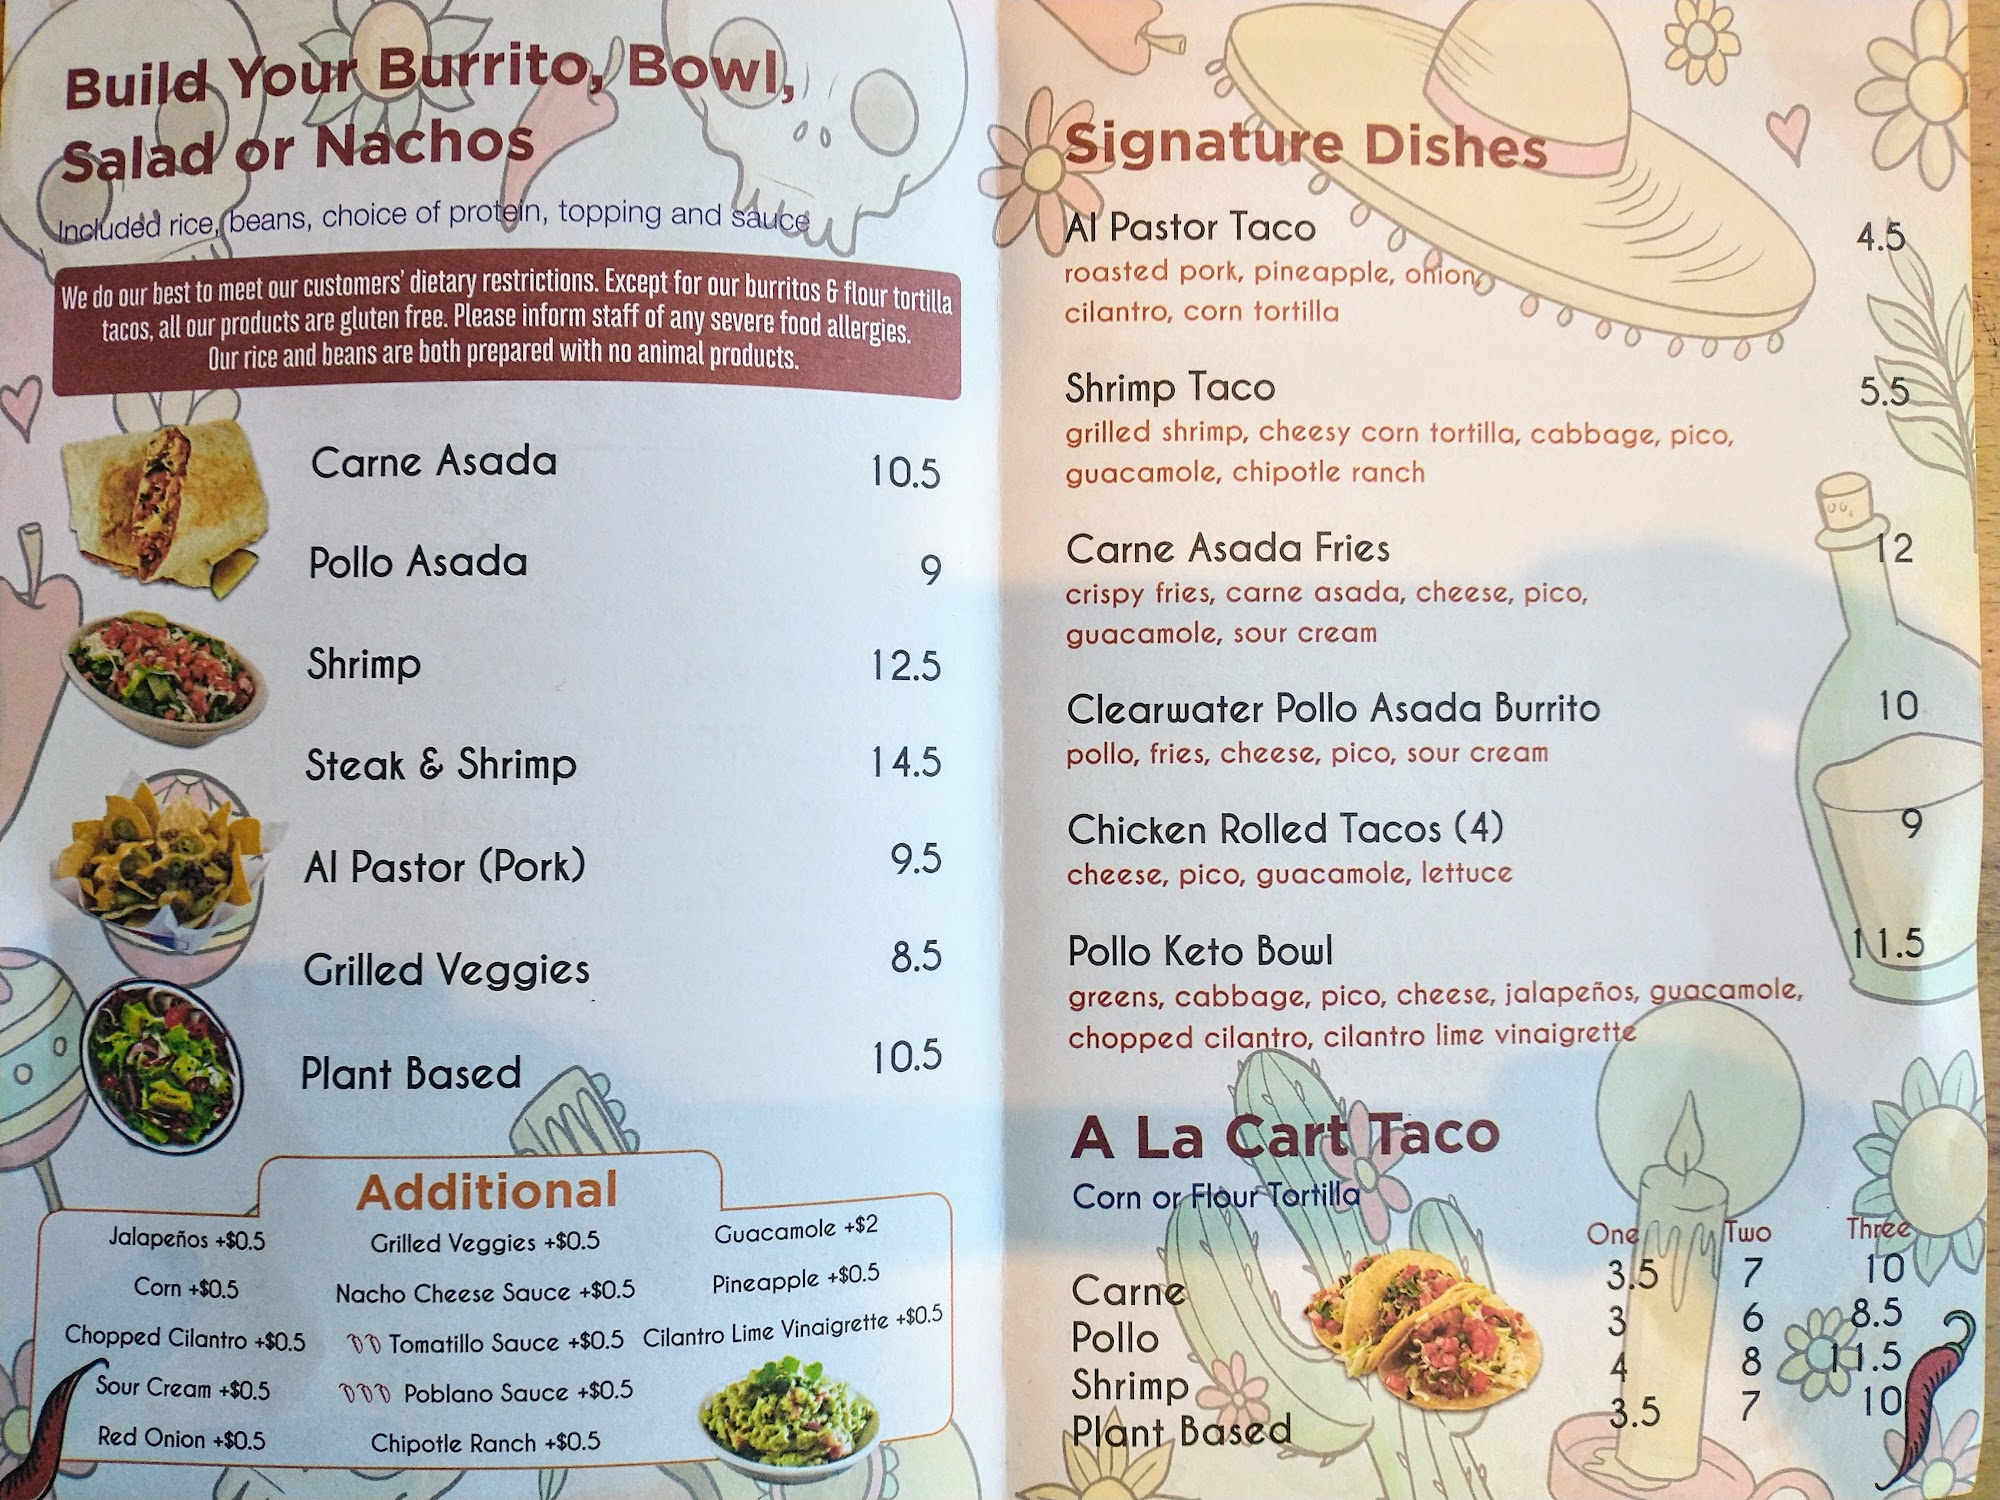 Build Your Burrito, Bowl,
Salad or Nachos
Included rice, beans, choice of protein, topping and sauce
We do our best to meet our customers' dietary restrictions. Except for our burritos & flour tortilla
tacos, all our products are gluten free. Please inform staff of any severe food allergies.
Our rice and beans are both prepared with no animal products.
Carne Asada 10.5
Pollo Asada 9
Shrimp 12.5
Steak & Shrimp 14.5
Al Pastor (Pork) 9.5
Grilled Veggies 8.5
Plant Based 10.5
Additional
Jalapeños +$0.5
Corn +$0.5
Chopped Cilantro +$0.5
Sour Cream +$0.5
Red Onion +$0.5
Grilled Veggies +$0.5
Nacho Cheese Sauce +$0.5
Tomatillo Sauce +$0.5
Poblano Sauce +$0.5
Chipotle Ranch +$0.5
Guacamole +$2
Pineapple +$0.5
Cilantro Lime Vinaigrette +$0.5
Signature Dishes
Al Pastor Taco 4.5
roasted pork, pineapple, onion,
cilantro, corn tortilla
Shrimp Taco 5.5
grilled shrimp, cheesy corn tortilla, cabbage, pico,
guacamole, chipotle ranch
Carne Asada Fries 12
crispy fries, carne asada, cheese, pico,
guacamole, sour cream
Clearwater Pollo Asada Burrito 10
pollo, fries, cheese, pico, sour cream
Chicken Rolled Tacos (4) 9
cheese, pico, guacamole, lettuce
Pollo Keto Bowl 11.5
greens, cabbage, pico, cheese, jalapeños, guacamole,
chopped cilantro, cilantro lime vinaigrette
A La Cart Taco
Corn or Flour Tortilla
One Two Three
Carne 3.5 7 10
Pollo 3 6 8.5
Shrimp 4 8 11.5
Plant Based 3.5 7 10